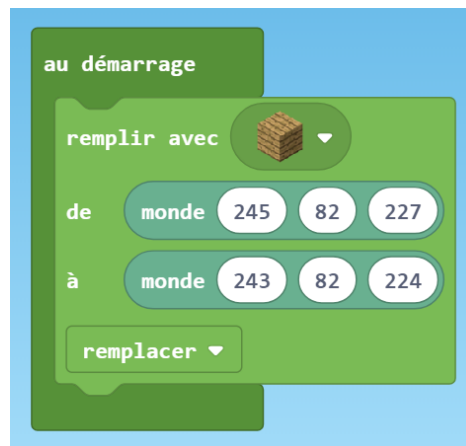 au démarrage
remplir avec
de monde 245 82 227
à monde 243 82 224
remplacer